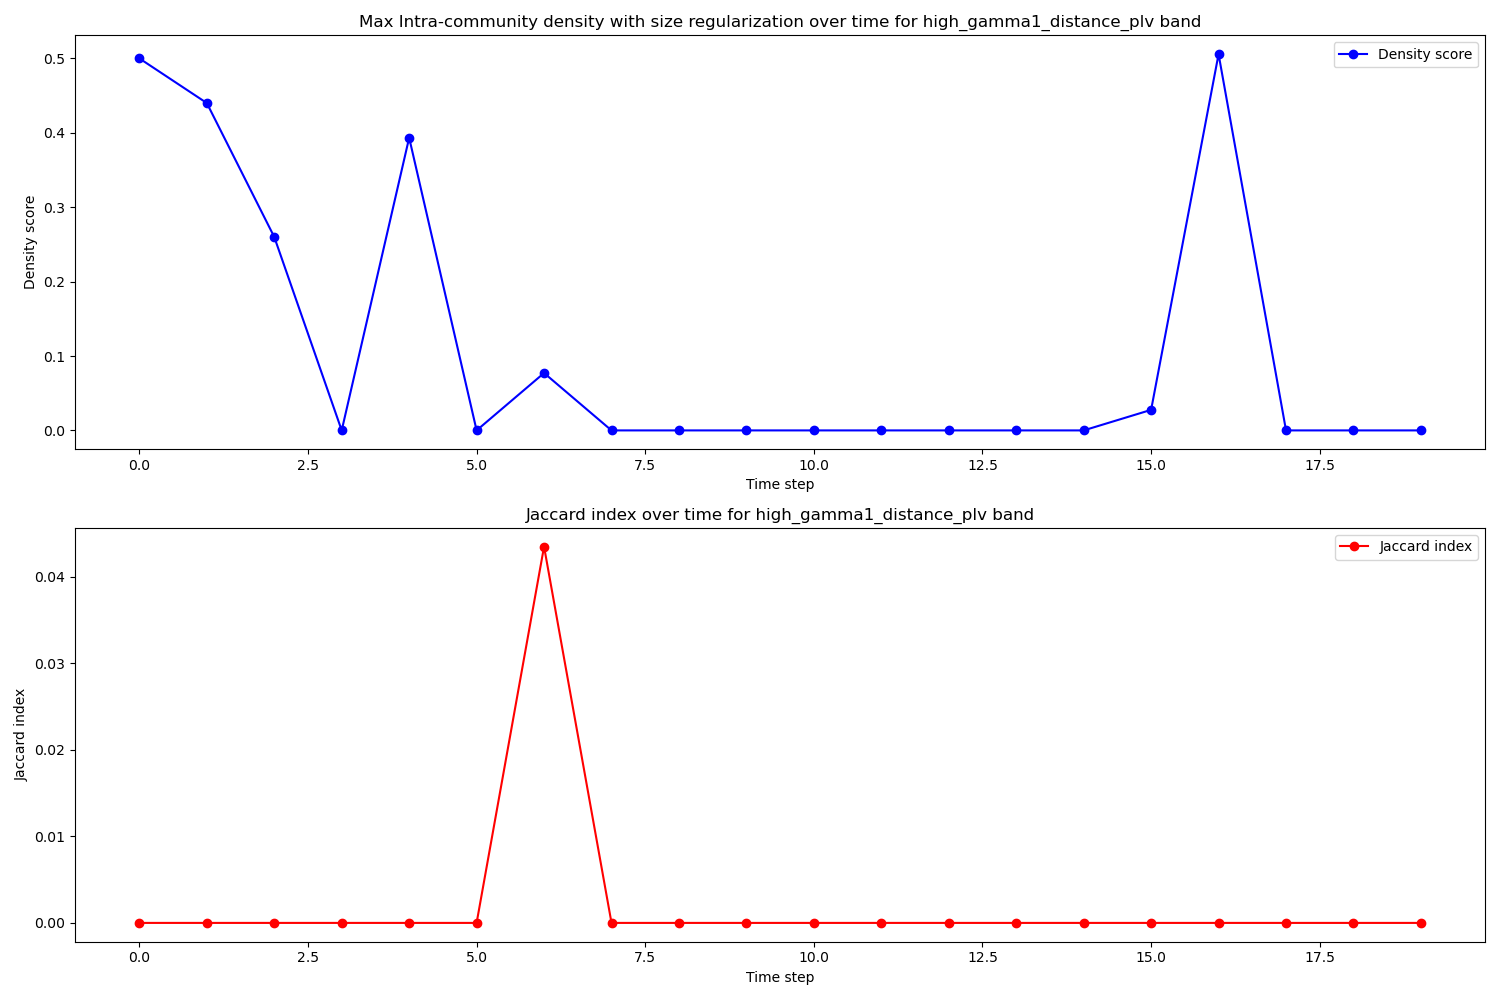 Max Intra-community density with size regularization over time for high_gamma1_distance_plv band
Density score
0.5
0.4
0.3
0.2
0.1
0.0
Density score
0.0 2.5 5.0 7.5 10.0 12.5 15.0 17.5
Time step
Jaccard index over time for high_gamma1_distance_plv band
Jaccard index
0.04
0.03
0.02
0.01
0.00
Jaccard index
0.0 2.5 5.0 7.5 10.0 12.5 15.0 17.5
Time step